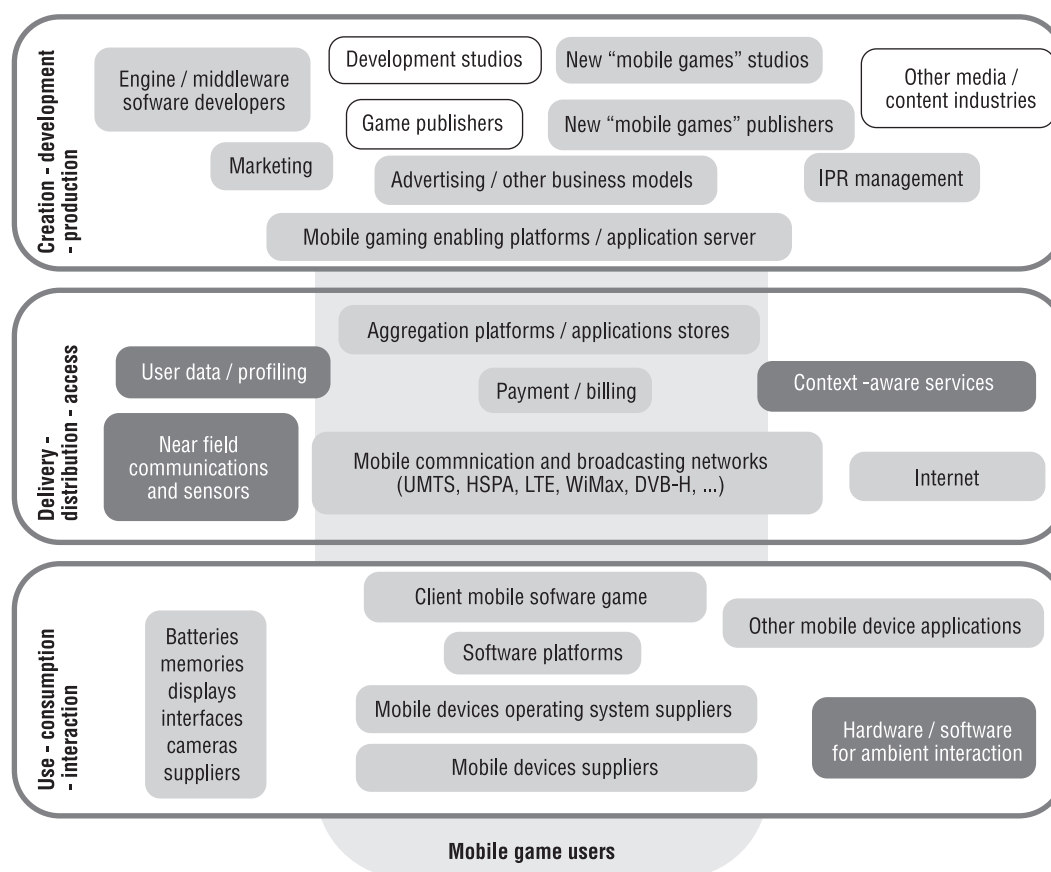 Creation - development
- production
Engine / middleware
sofware developers
Development studios
New “mobile games” studios
Other media /
content industries
Game publishers
New “mobile games” publishers
Marketing
Advertising / other business models
IPR management
Mobile gaming enabling platforms / application server
Delivery -
distribution - access
Aggregation platforms / applications stores
User data / profiling
Payment / billing
Context -aware services
Near field
communications
and sensors
Mobile commnication and broadcasting networks
(UMTS, HSPA, LTE, WiMax, DVB-H, ...)
Internet
Use - consumption
- interaction
Client mobile sofware game
Other mobile device applications
Batteries
memories
displays
interfaces
cameras
suppliers
Software platforms
Mobile devices operating system suppliers
Hardware / software
for ambient interaction
Mobile devices suppliers
Mobile game users